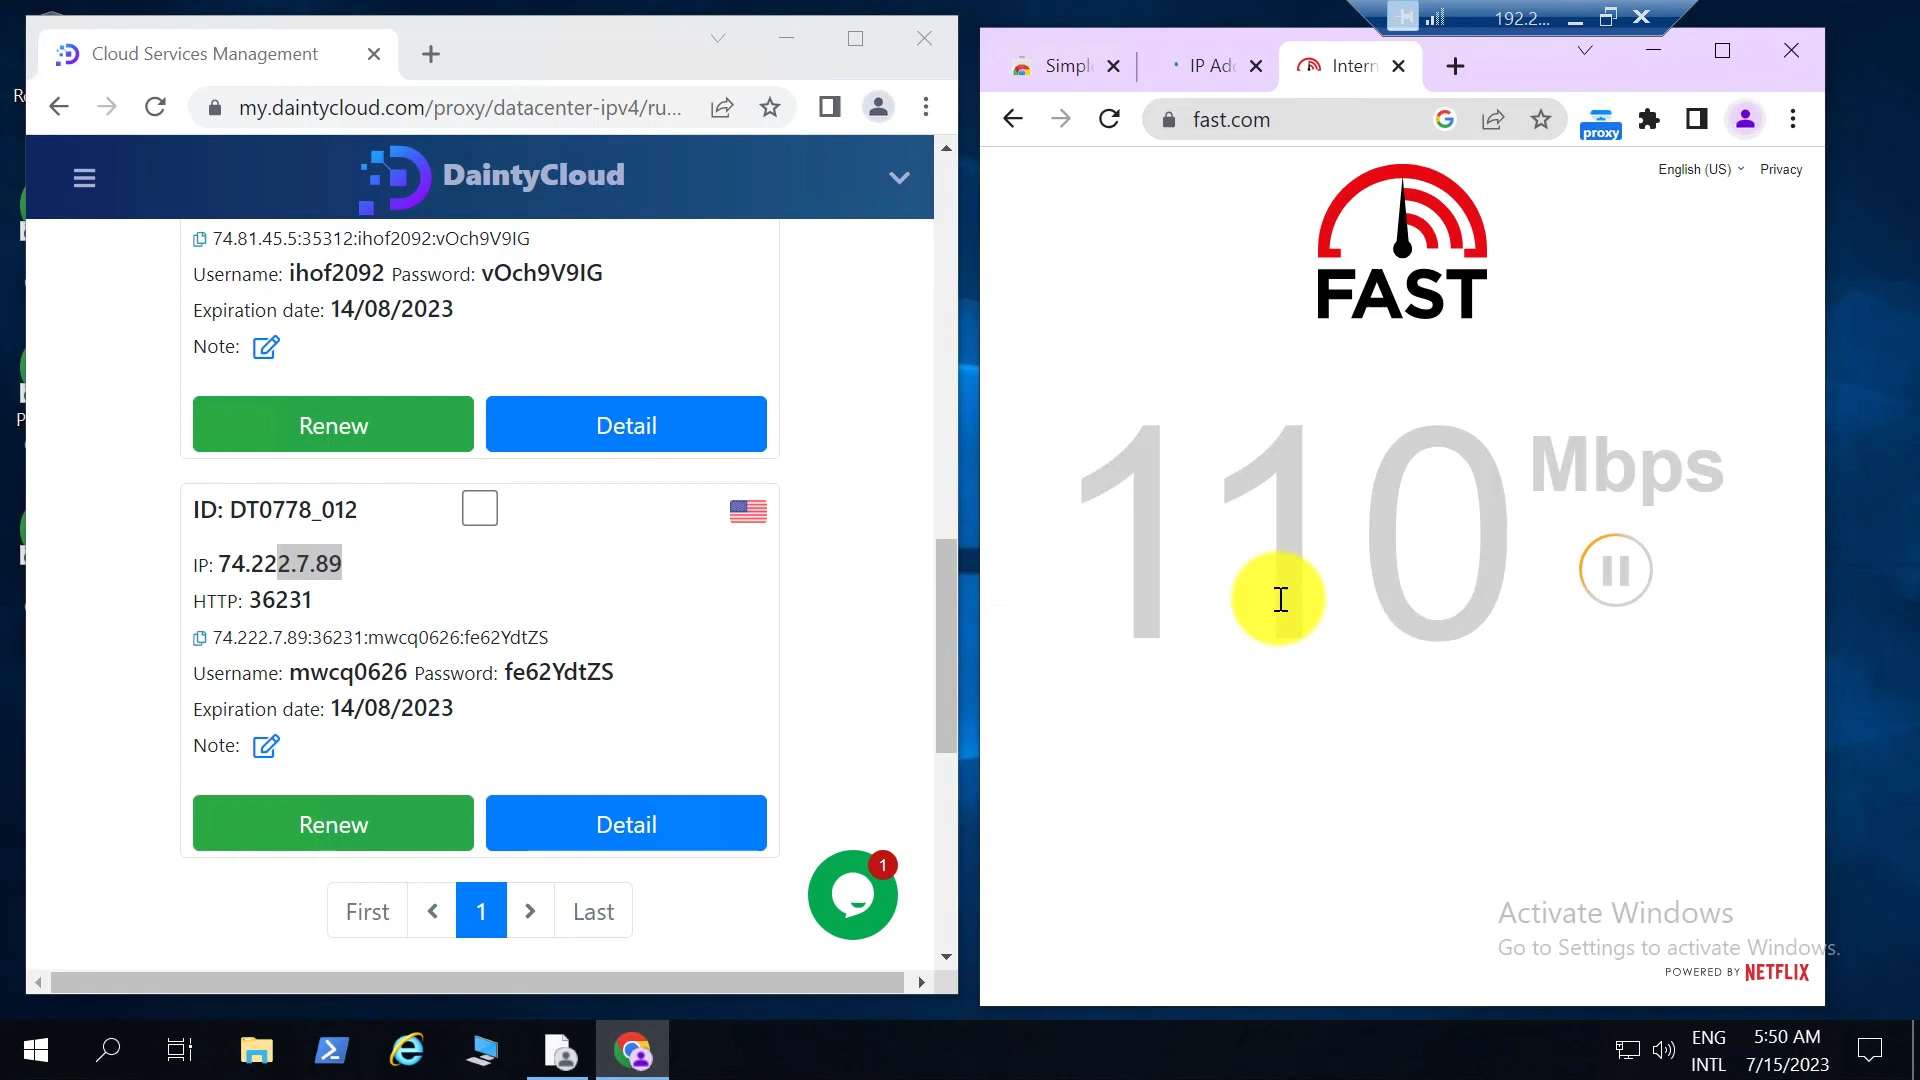 192.2...
Cloud Services Management
my.daintycloud.com/proxy/datacenter-ipv4/ru...
DaintyCloud
74.81.45.5:35312:ihof2092:vOch9V9IG
Username: ihof2092 Password: vOch9V9IG
Expiration date: 14/08/2023
Note:
Renew
Detail
ID: DT0778_012
IP: 74.222.7.89
HTTP: 36231
74.222.7.89:36231:mwcq0626:fe62YdtZS
Username: mwcq0626 Password: fe62YdtZS
Expiration date: 14/08/2023
Note:
Renew
Detail
First
1
Last
1
Simpl
IP Ad
Intern
fast.com
proxy
English (US)
Privacy
FAST
110 Mbps
Activate Windows
Go to Settings to activate Windows.
POWERED BY NETFLIX
ENG
INTL
5:50 AM
7/15/2023